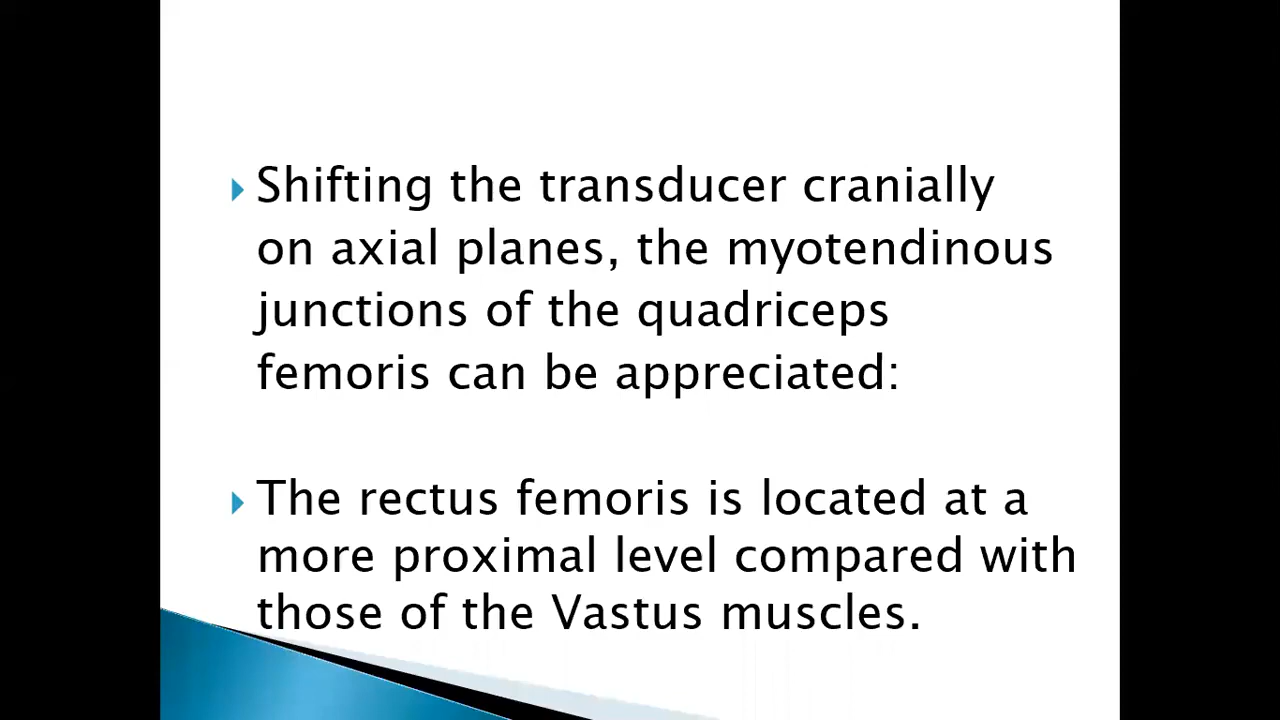 Shifting the transducer cranially
on axial planes, the myotendinous
junctions of the quadriceps
femoris can be appreciated:
The rectus femoris is located at a
more proximal level compared with
those of the Vastus muscles.